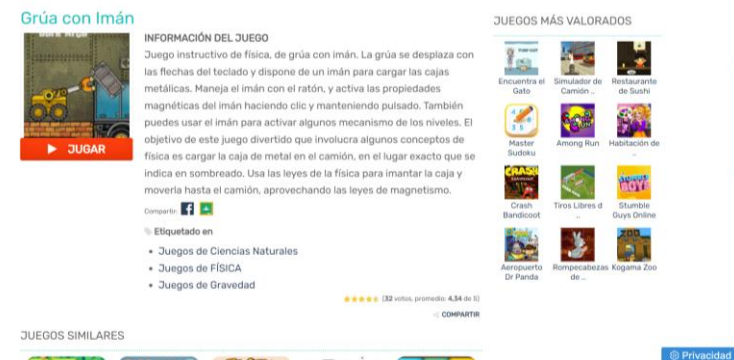 Grúa con Imán
INFORMACIÓN DEL JUEGO
Juego instructivo de física, de grúa con imán. La grúa se desplaza con
las flechas del teclado y dispone de un imán para cargar las cajas
metálicas. Maneja el imán con el ratón, y activa las propiedades
magnéticas del imán haciendo clic y manteniendo pulsado. También
puedes usar el imán para activar algunos mecanismo de los niveles. El
objetivo de este juego divertido que involucra algunos conceptos de
física es cargar la caja de metal en el camión, en el lugar exacto que se
indica en sombreado. Usa las leyes de la física para imantar la caja y
moverla hasta el camión, aprovechando las leyes de magnetismo.
JUGAR
Compartir:
Etiquetado en
Juegos de Ciencias Naturales
Juegos de FÍSICA
Juegos de Gravedad
(32 votos, promedio: 4,34 de 5)
COMPARTIR
JUEGOS SIMILARES
JUEGOS MÁS VALORADOS
Encuentra el
Gato
Simulador de
Camión ...
Restaurante
de Sushi
Master
Sudoku
Among Run
Habitación de
...
CRASH
Crash
Bandicoot
Tiros Libres d
...
Stumble
Guys Online
Aeropuerto
Dr Panda
Rompecabezas
de ...
Kogama Zoo
Privacidad